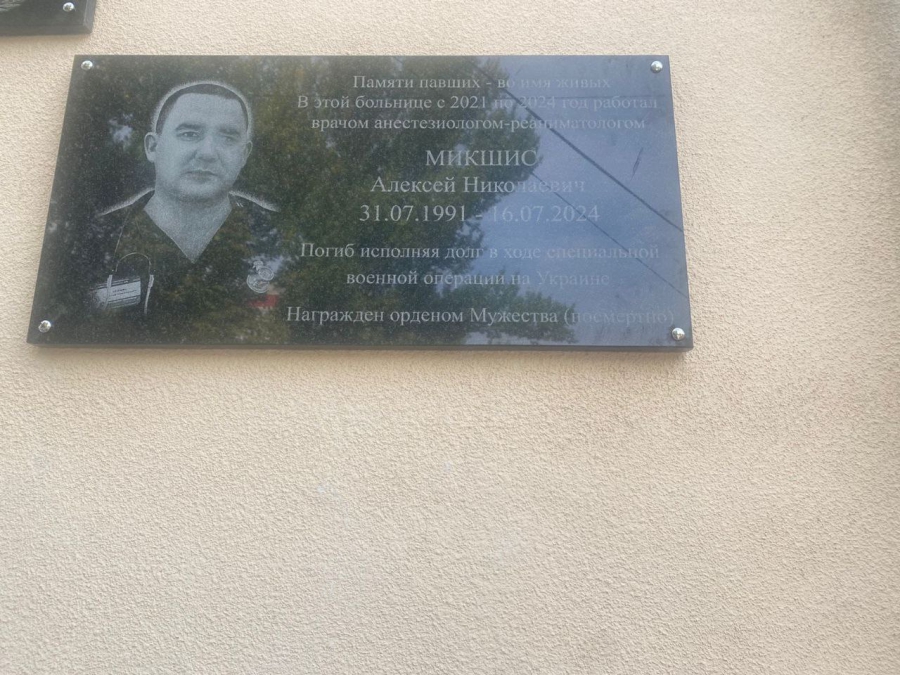 Памяти павших - во имя живых
В этой больнице с 2021 по 2024 год работал
врачом анестезиологом-реаниматологом
МИКШИС
Алексей Николаевич
31.07.1991 - 16.07.2024
Погиб исполняя долг в ходе специальной
военной операции на Украине
Награжден орденом Мужества (посмертно)